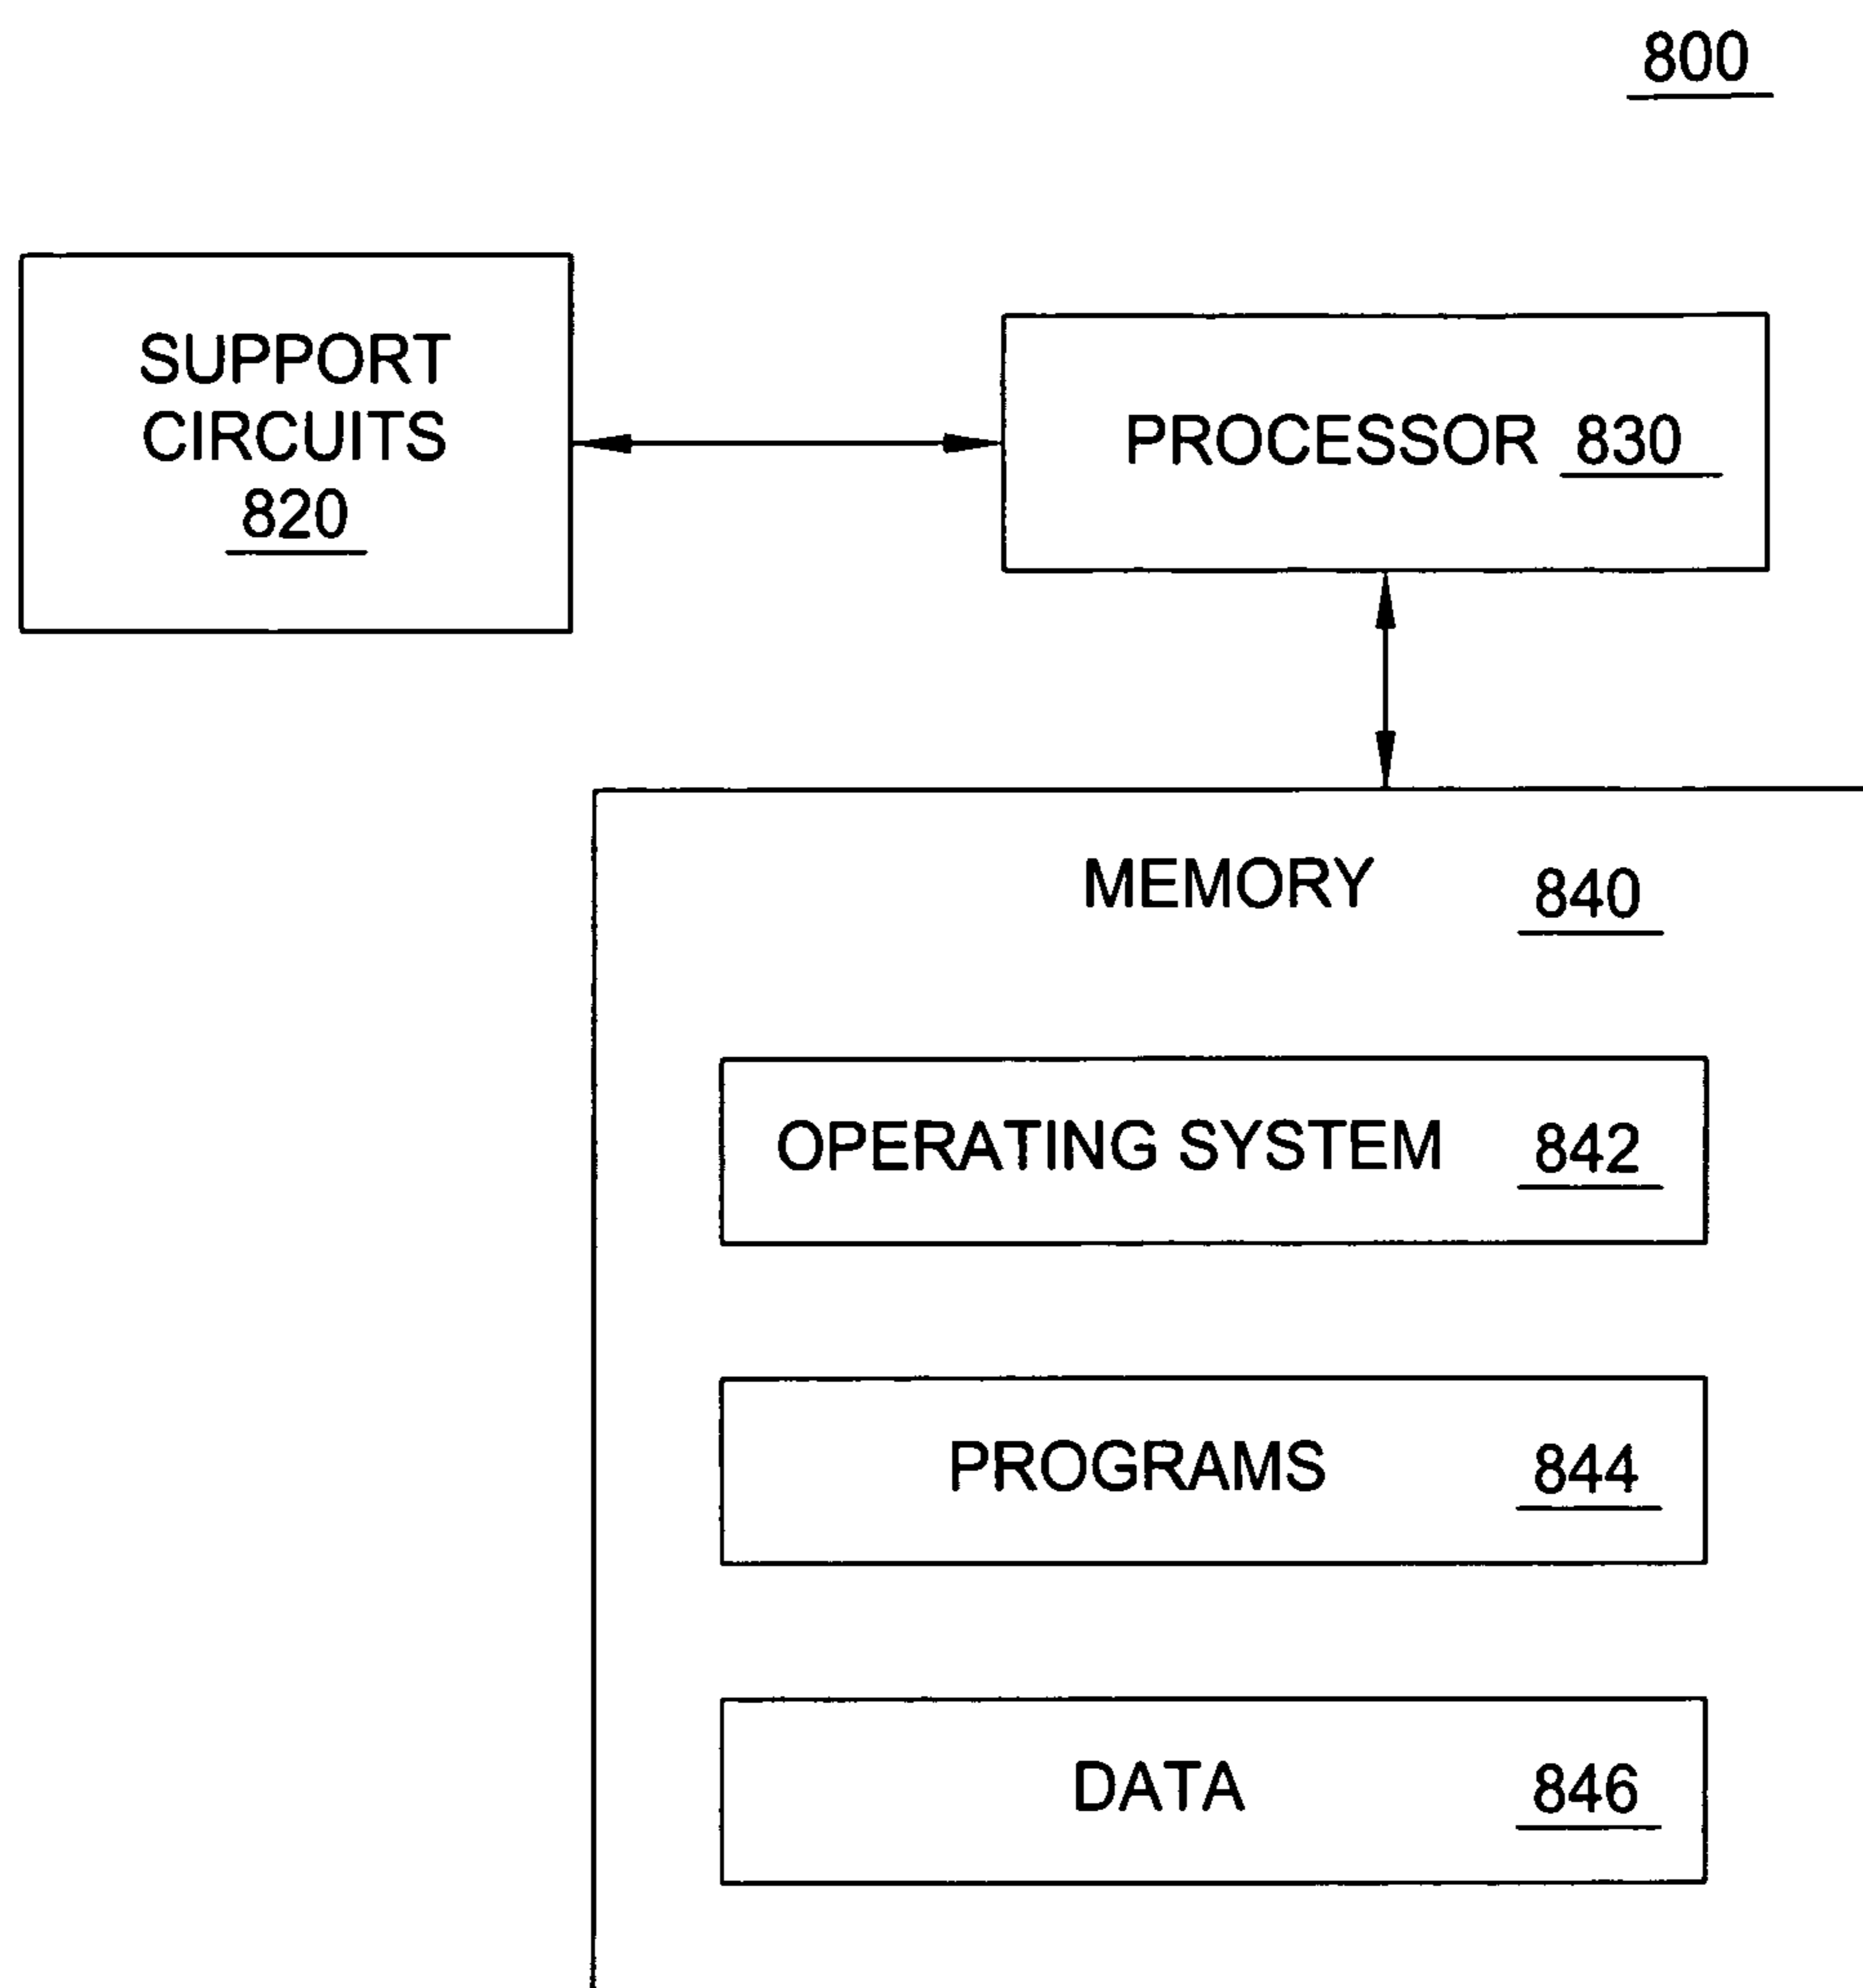 800
SUPPORT
CIRCUITS
820
PROCESSOR 830
MEMORY 840
OPERATING SYSTEM 842
PROGRAMS 844
DATA 846